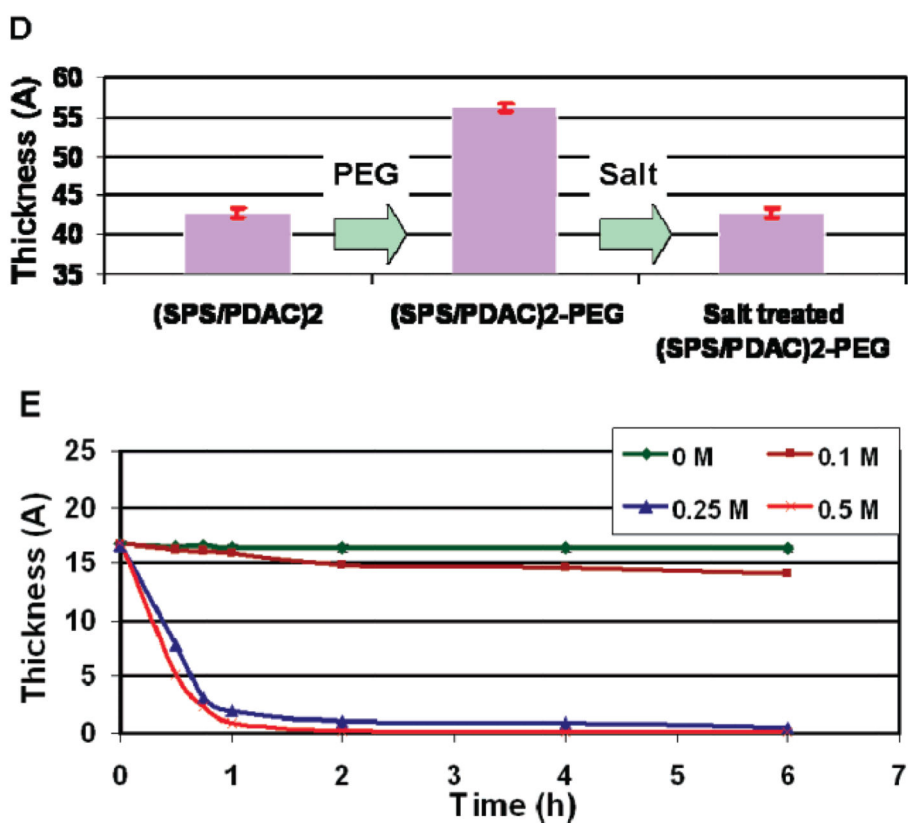 D
Thickness (A)
60
55
50
45
40
35
PEG
Salt
(SPS/PDAC)2
(SPS/PDAC)2-PEG
Salt treated
(SPS/PDAC)2-PEG
E
Thickness (A)
25
20
15
10
5
0
0 M
0.1 M
0.25 M
0.5 M
0 1 2 3 4 5 6 7
Time (h)